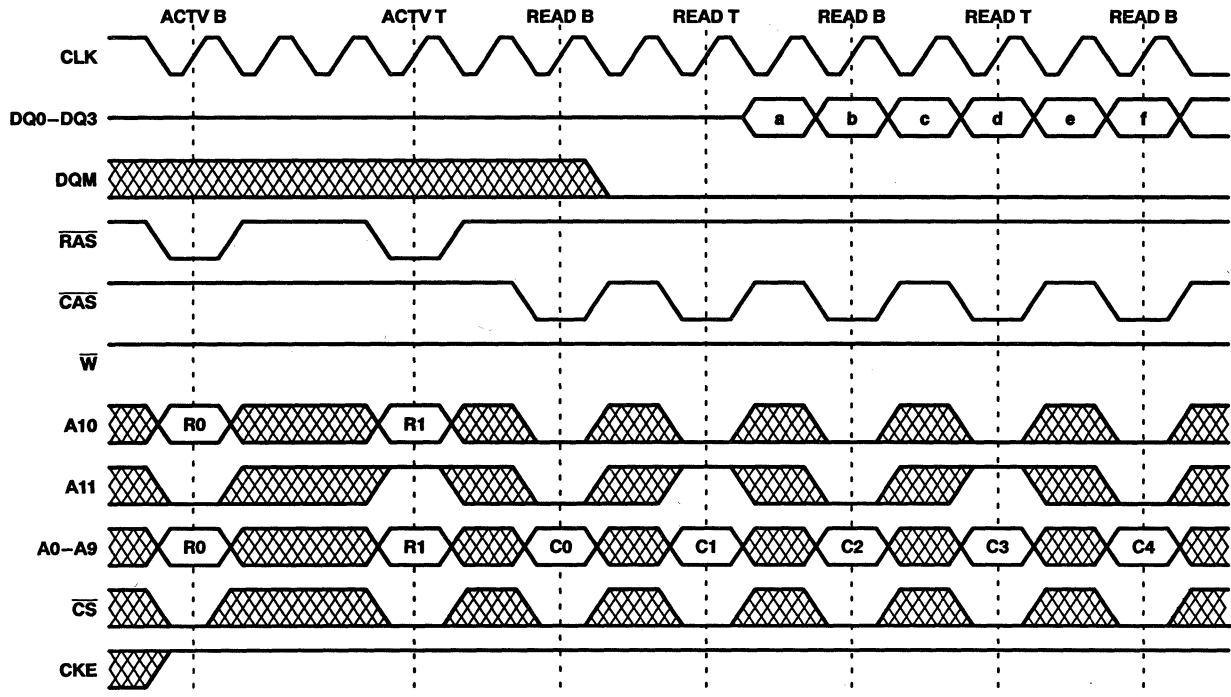 ACTV B ACTV T READ B READ T READ B READ T READ B
CLK
DQ0–DQ3 a b c d e f
DQM
RAS
CAS
W
A10 R0 R1
A11
A0–A9 R0 R1 C0 C1 C2 C3 C4
CS
CKE